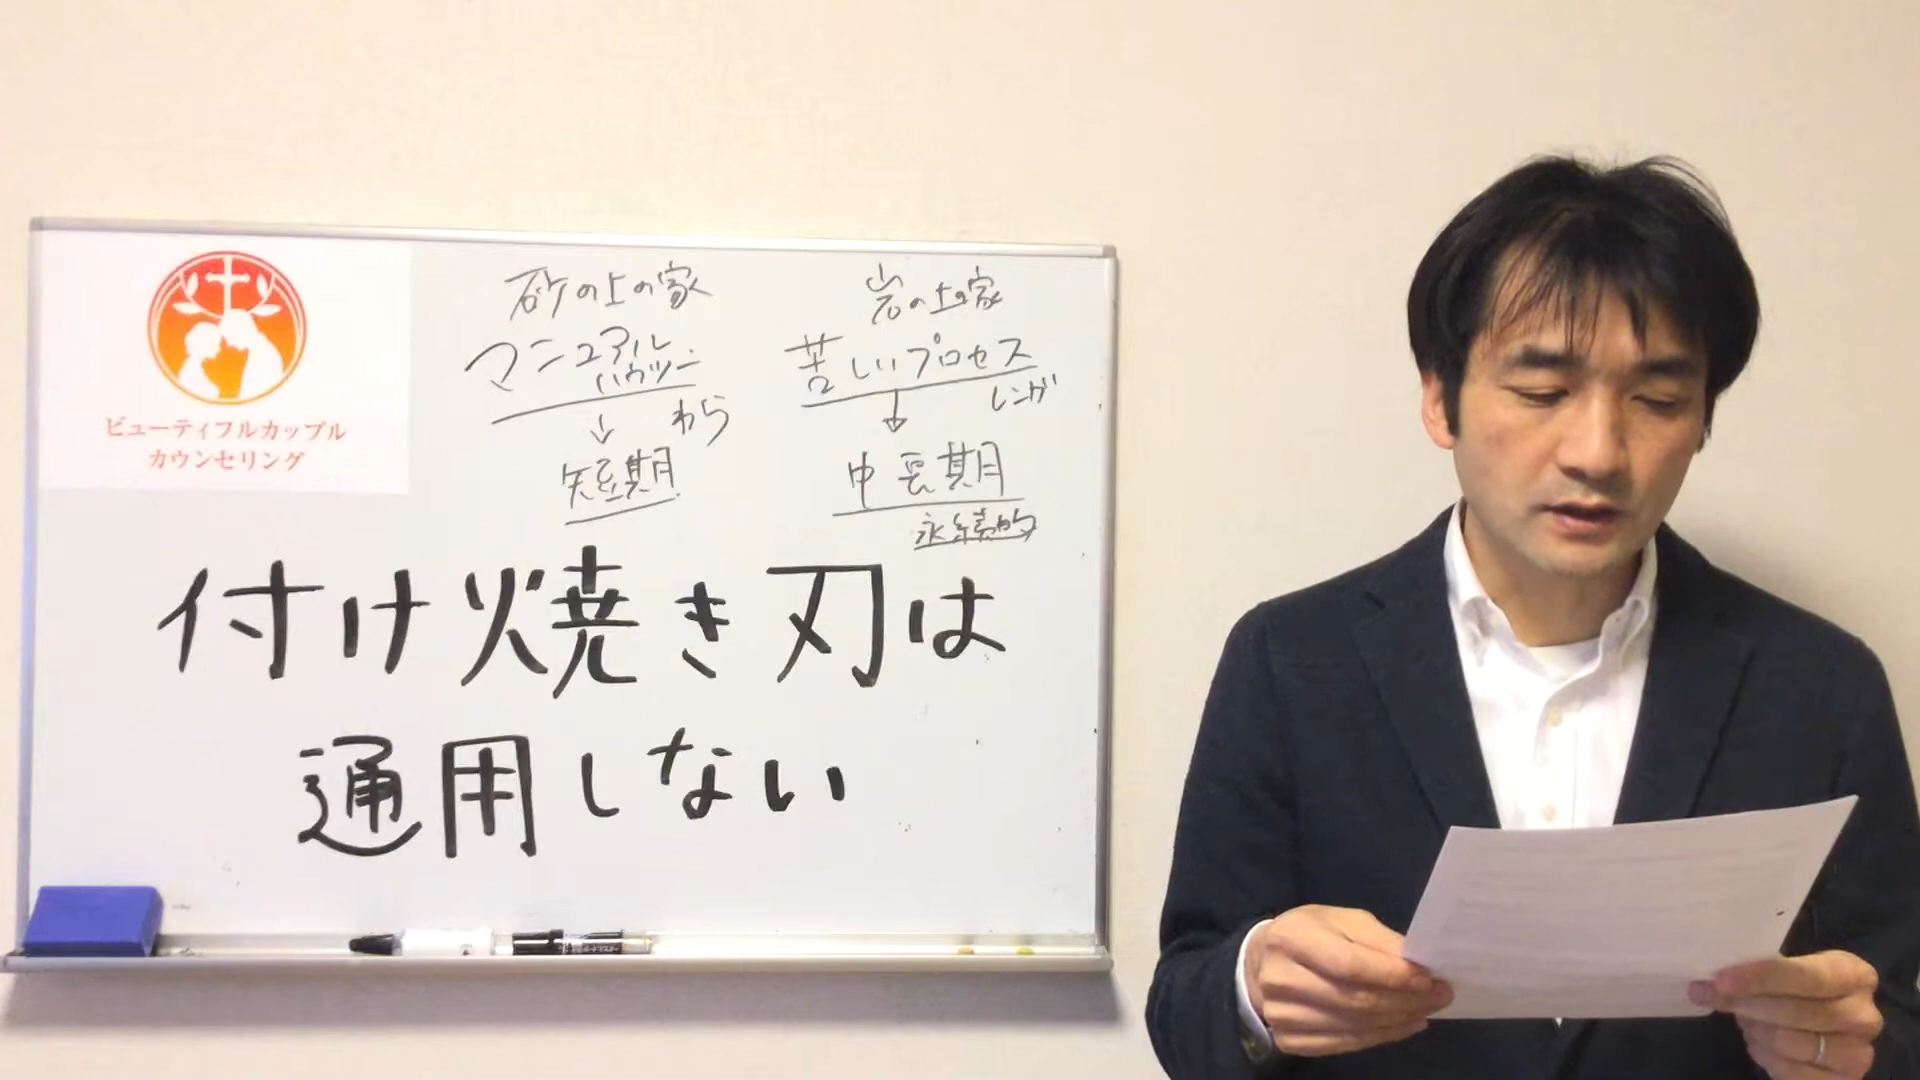 ビューティフルカップル
カウンセリング
砂の上の家
マニュアル
ハウツー
わら
↓
短期
岩の上の家
苦しいプロセス
レンガ
↓
中長期
永続的
付け焼き刃は
通用しない